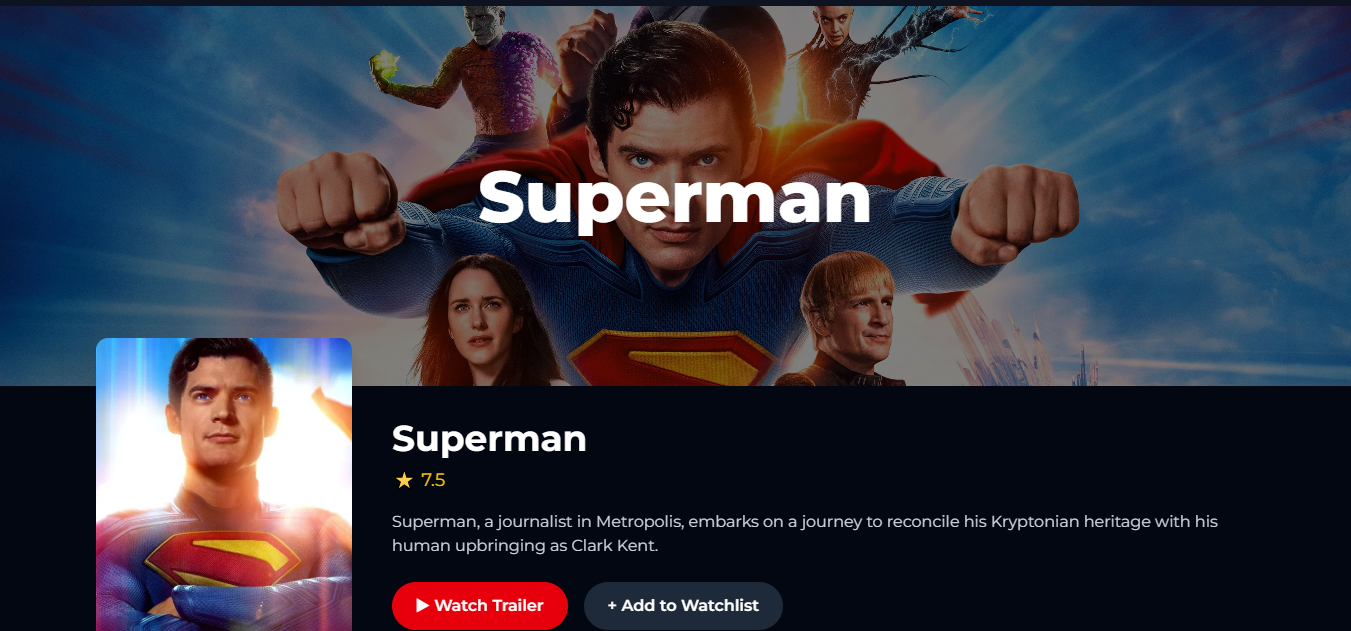 Superman
Superman
★ 7.5
Superman, a journalist in Metropolis, embarks on a journey to reconcile his Kryptonian heritage with his
human upbringing as Clark Kent.
▶ Watch Trailer
+ Add to Watchlist